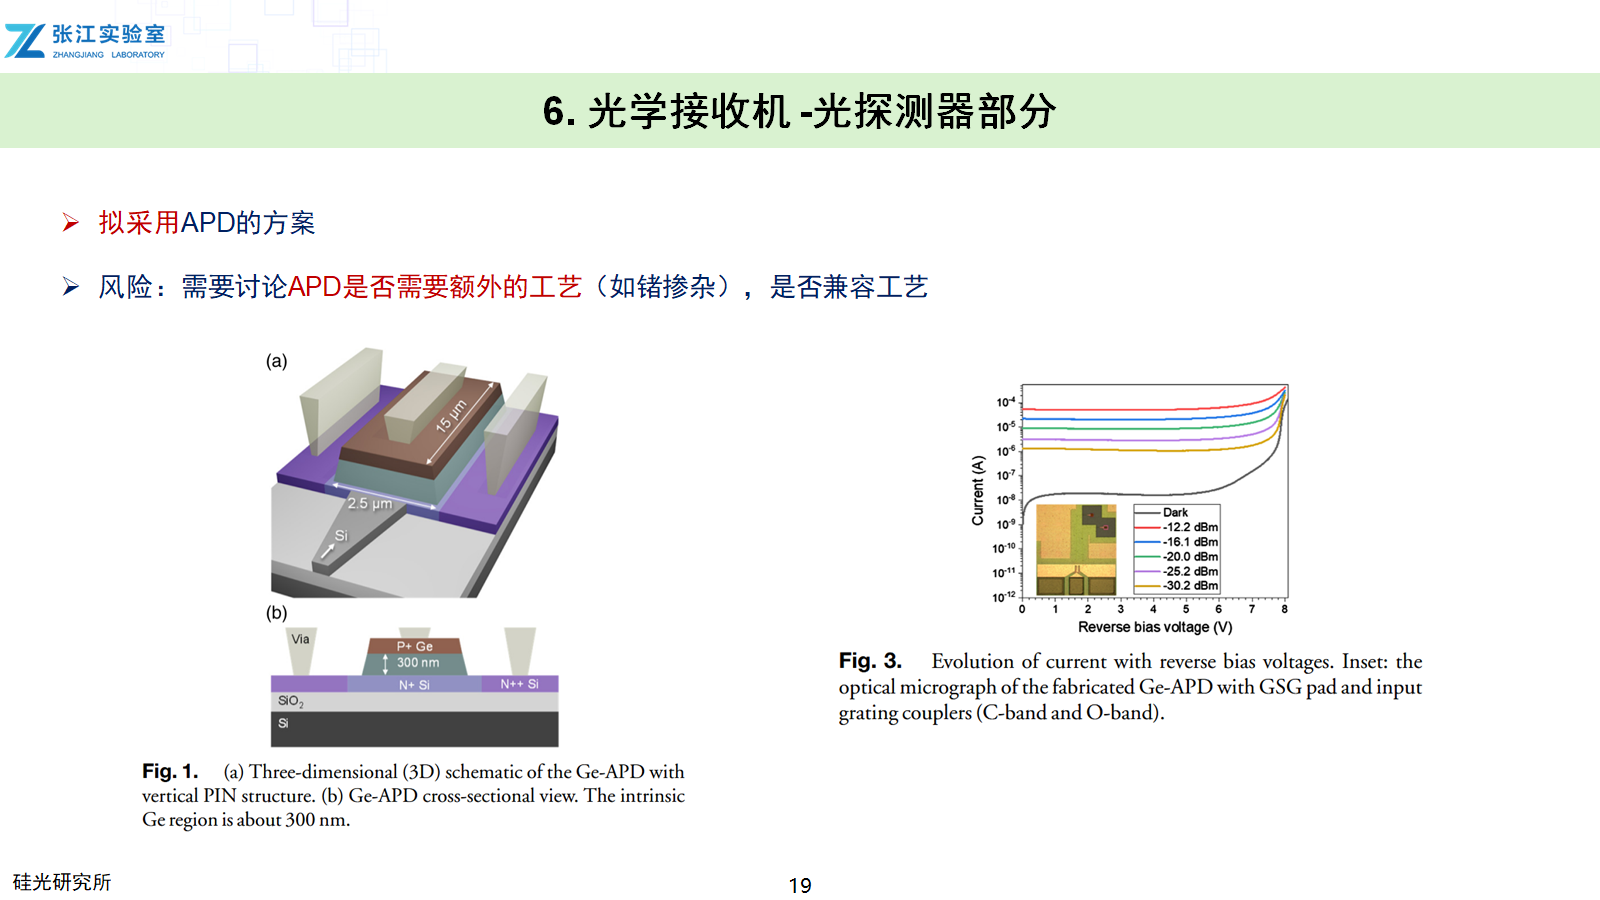 张江实验室
ZHANGJIANG LABORATORY
6. 光学接收机 -光探测器部分
拟采用APD的方案
风险：需要讨论APD是否需要额外的工艺（如锗掺杂），是否兼容工艺
(a)
15 μm
2.5 μm
Si
(b)
Via
P+ Ge
300 nm
N+ Si
N++ Si
SiO₂
Si
Fig. 1. (a) Three-dimensional (3D) schematic of the Ge-APD with
vertical PIN structure. (b) Ge-APD cross-sectional view. The intrinsic
Ge region is about 300 nm.
Current (A)
10⁻⁴
10⁻⁵
10⁻⁶
10⁻⁷
10⁻⁸
10⁻⁹
10⁻¹⁰
10⁻¹¹
10⁻¹²
Dark
-12.2 dBm
-16.1 dBm
-20.0 dBm
-25.2 dBm
-30.2 dBm
0 1 2 3 4 5 6 7 8
Reverse bias voltage (V)
Fig. 3. Evolution of current with reverse bias voltages. Inset: the
optical micrograph of the fabricated Ge-APD with GSG pad and input
grating couplers (C-band and O-band).
硅光研究所
19